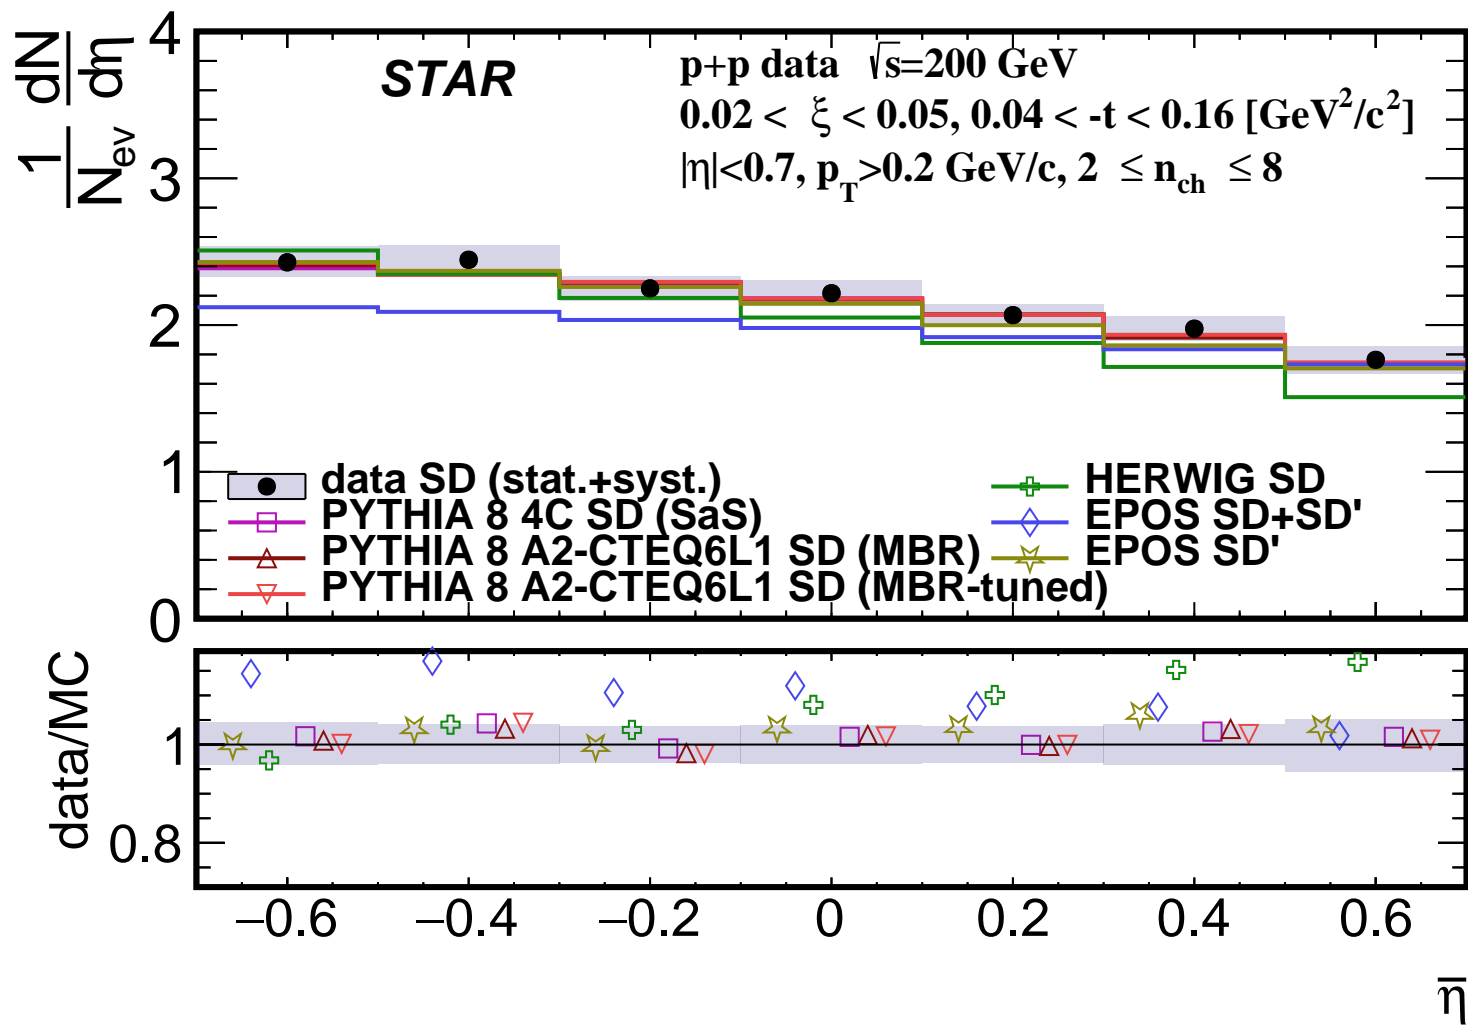 1/N_ev dN/dη
STAR
p+p data √s=200 GeV
0.02 < ξ < 0.05, 0.04 < -t < 0.16 [GeV²/c²]
|η|<0.7, p_T>0.2 GeV/c, 2 ≤ n_ch ≤ 8
4
3
2
1
0
data SD (stat.+syst.)
PYTHIA 8 4C SD (SaS)
PYTHIA 8 A2-CTEQ6L1 SD (MBR)
PYTHIA 8 A2-CTEQ6L1 SD (MBR-tuned)
HERWIG SD
EPOS SD+SD'
EPOS SD'
data/MC
1
0.8
−0.6 −0.4 −0.2 0 0.2 0.4 0.6
η̅